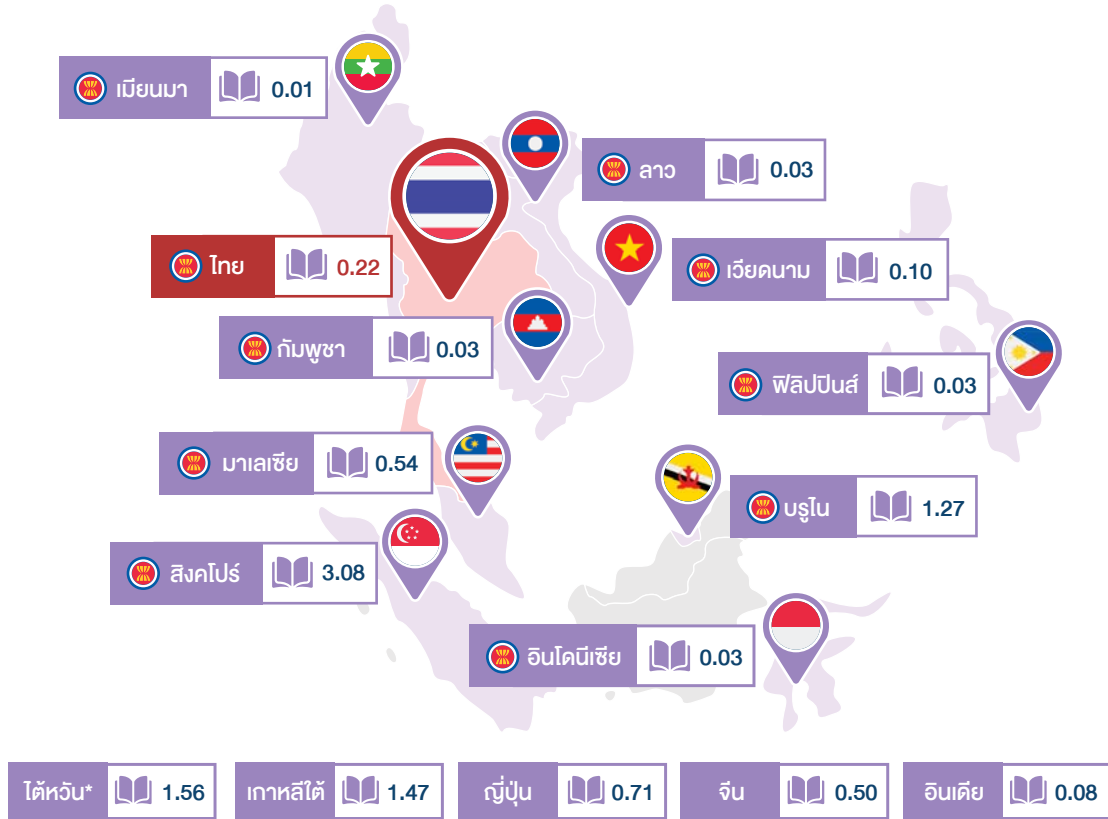 เมียนมา 0.01
ลาว 0.03
ไทย 0.22
เวียดนาม 0.10
กัมพูชา 0.03
ฟิลิปปินส์ 0.03
มาเลเซีย 0.54
บรูไน 1.27
สิงคโปร์ 3.08
อินโดนีเซีย 0.03
ไต้หวัน* 1.56
เกาหลีใต้ 1.47
ญี่ปุ่น 0.71
จีน 0.50
อินเดีย 0.08